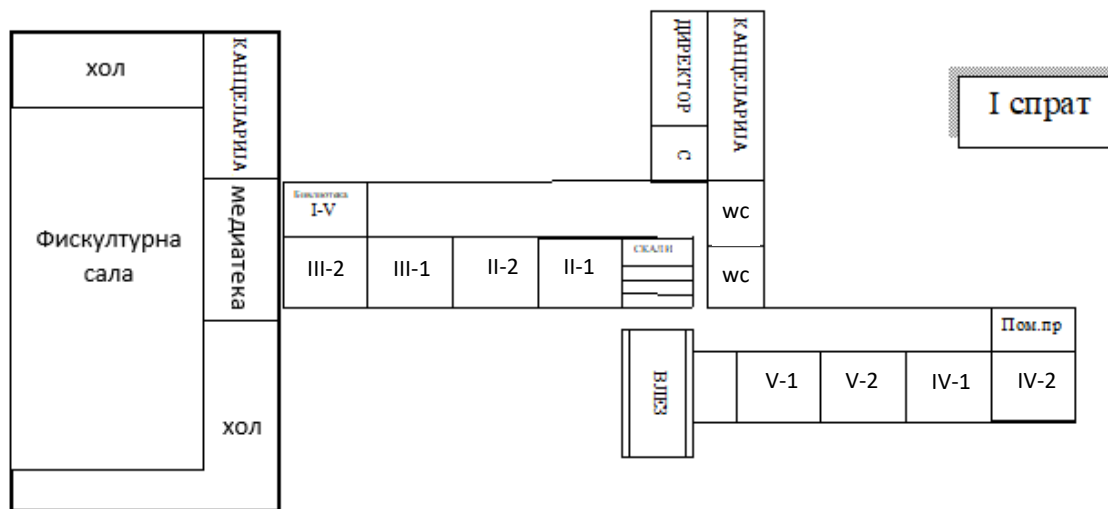 ДИРЕКТОР
КАНЦЕЛАРИЈА
С
I спрат
хол
КАНЦЕЛАРИЈА
медиатека
Фискултурна
сала
хол
Библиотека
I-V
III-2
III-1
II-2
II-1
СКАЛИ
wc
wc
ВЛЕЗ
Пом.пр
V-1
V-2
IV-1
IV-2